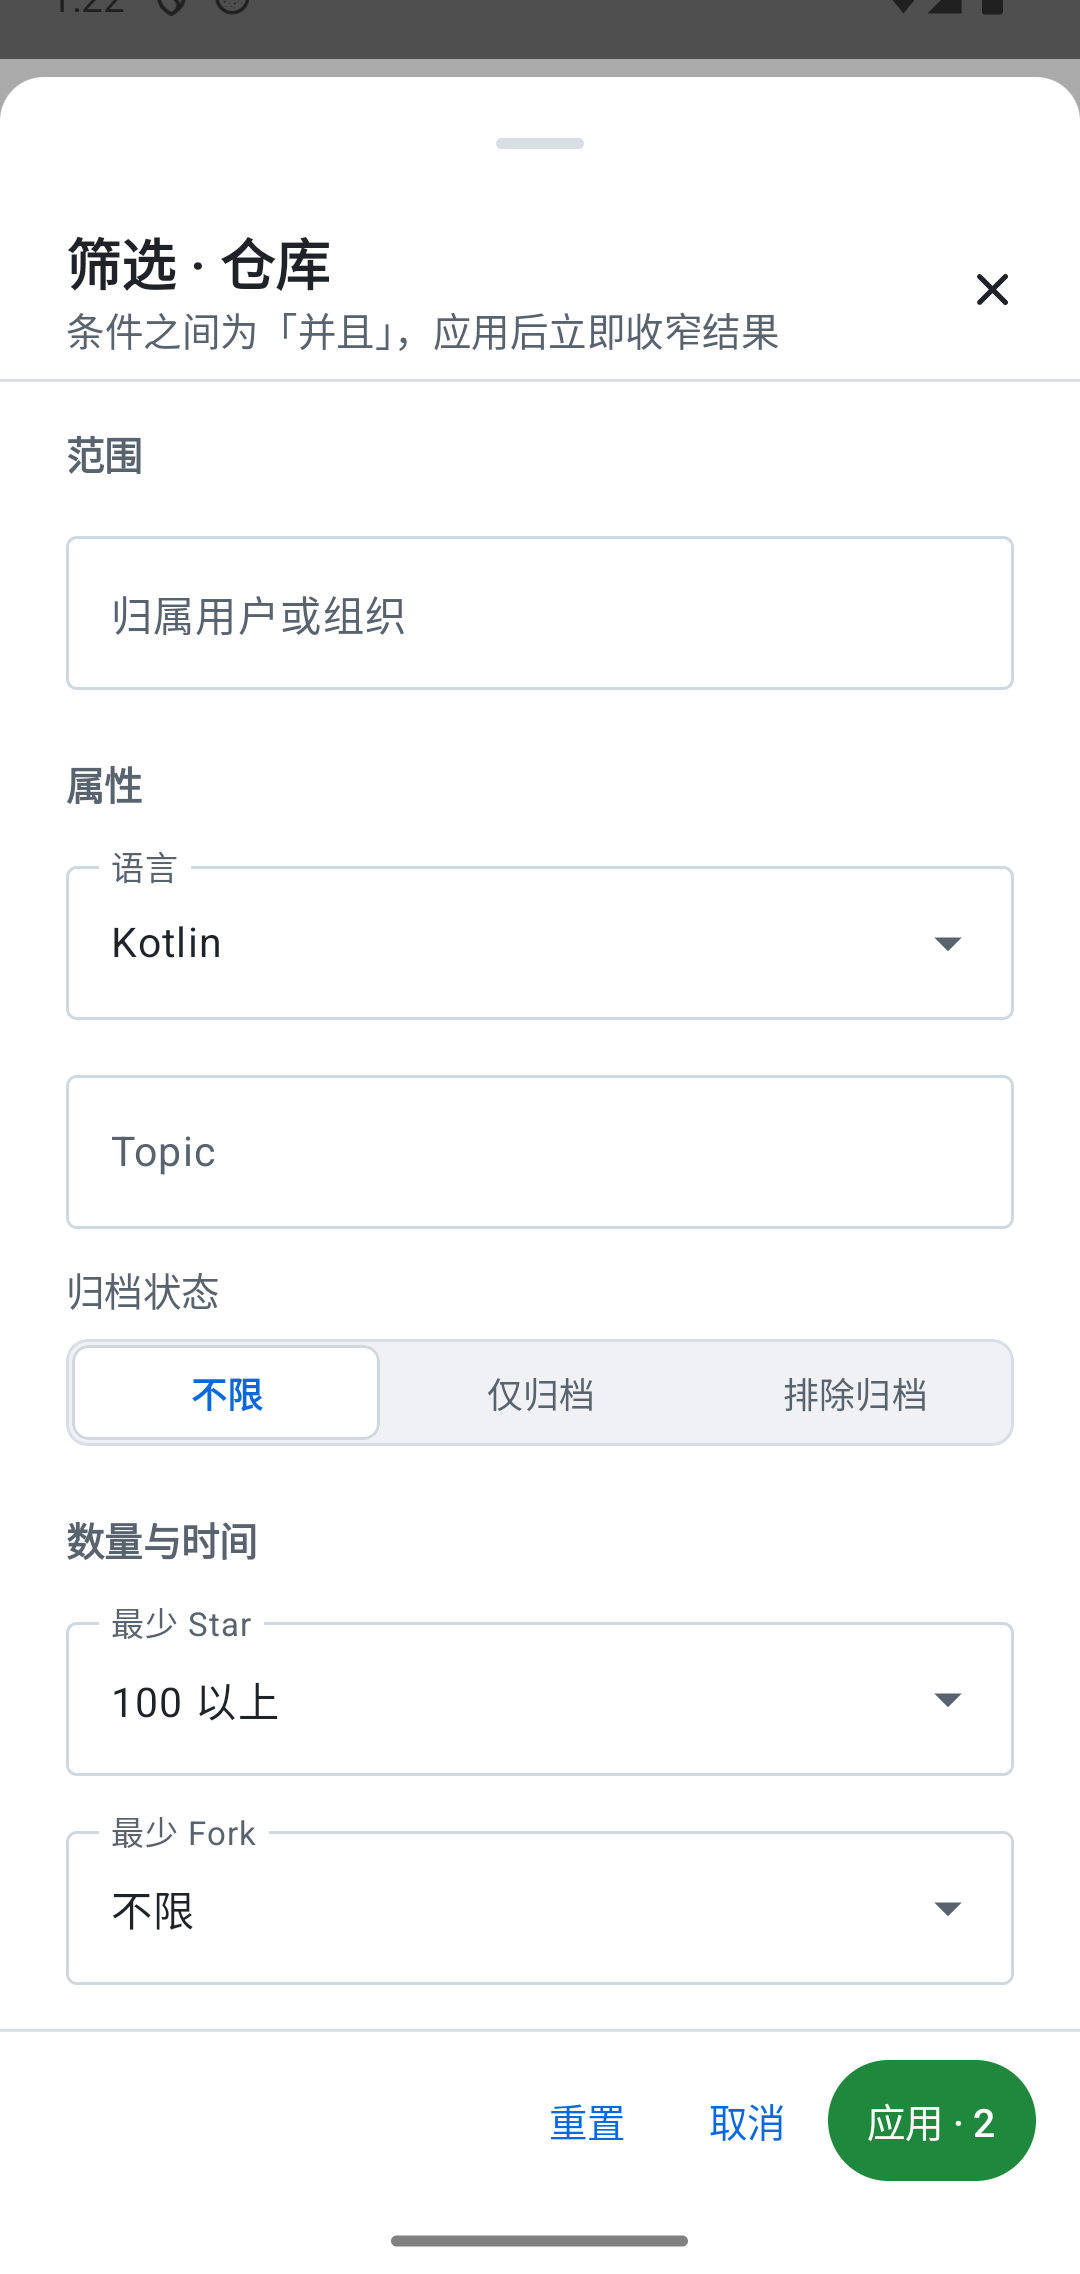 筛选 · 仓库
条件之间为「并且」，应用后立即收窄结果
范围
归属用户或组织
属性
语言
Kotlin
Topic
归档状态
不限
仅归档
排除归档
数量与时间
最少 Star
100 以上
最少 Fork
不限
重置
取消
应用 · 2